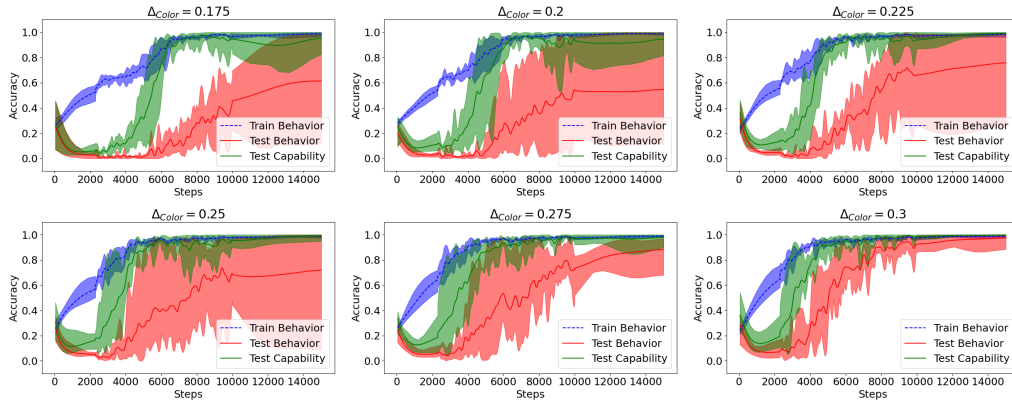 Δ_Color = 0.175
Accuracy
1.0
0.8
0.6
0.4
0.2
0.0
Train Behavior
Test Behavior
Test Capability
0 2000 4000 6000 8000 10000 12000 14000
Steps
Δ_Color = 0.2
Accuracy
1.0
0.8
0.6
0.4
0.2
0.0
Train Behavior
Test Behavior
Test Capability
0 2000 4000 6000 8000 10000 12000 14000
Steps
Δ_Color = 0.225
Accuracy
1.0
0.8
0.6
0.4
0.2
0.0
Train Behavior
Test Behavior
Test Capability
0 2000 4000 6000 8000 10000 12000 14000
Steps
Δ_Color = 0.25
Accuracy
1.0
0.8
0.6
0.4
0.2
0.0
Train Behavior
Test Behavior
Test Capability
0 2000 4000 6000 8000 10000 12000 14000
Steps
Δ_Color = 0.275
Accuracy
1.0
0.8
0.6
0.4
0.2
0.0
Train Behavior
Test Behavior
Test Capability
0 2000 4000 6000 8000 10000 12000 14000
Steps
Δ_Color = 0.3
Accuracy
1.0
0.8
0.6
0.4
0.2
0.0
Train Behavior
Test Behavior
Test Capability
0 2000 4000 6000 8000 10000 12000 14000
Steps